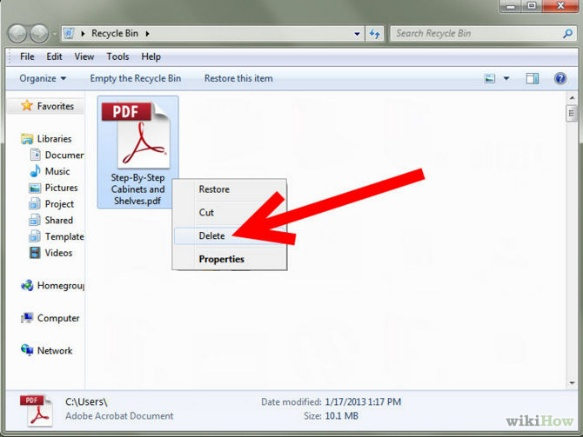 Recycle Bin
Search Recycle Bin
File Edit View Tools Help
Organize Empty the Recycle Bin Restore this item
Favorites
Libraries
Documer
Music
Pictures
Project
Shared
Template
Videos
Homegrou
Computer
Network
PDF
Step-By-Step
Cabinets and
Shelves.pdf
Restore
Cut
Delete
Properties
PDF
C:\Users\
Adobe Acrobat Document
Date modified: 1/17/2013 1:17 PM
Size: 10.1 MB
wikiHow